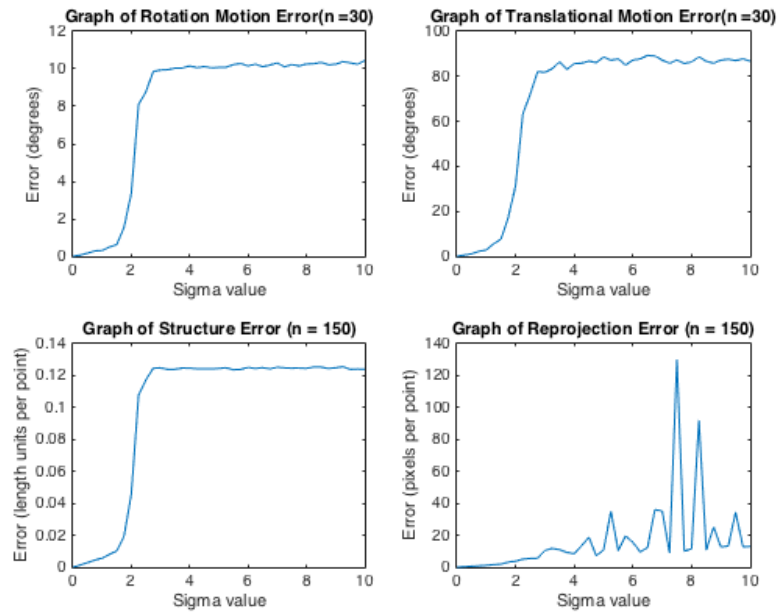 Graph of Rotation Motion Error(n =30)
12
10
8
6
4
2
0
Error (degrees)
0 2 4 6 8 10
Sigma value
Graph of Translational Motion Error(n=30)
100
80
60
40
20
0
Error (degrees)
0 2 4 6 8 10
Sigma value
Graph of Structure Error (n = 150)
0.14
0.12
0.1
0.08
0.06
0.04
0.02
0
Error (length units per point)
0 2 4 6 8 10
Sigma value
Graph of Reprojection Error (n = 150)
140
120
100
80
60
40
20
0
Error (pixels per point)
0 2 4 6 8 10
Sigma value